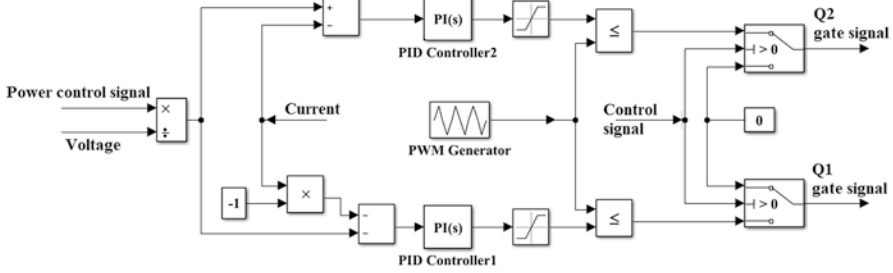 Q2
gate signal
+
−
PI(s)
≤
> 0
PID Controller2
Power control signal
×
÷
Voltage
Current
PWM Generator
Control
signal
0
Q1
gate signal
-1
×
−
−
PI(s)
≤
> 0
PID Controller1